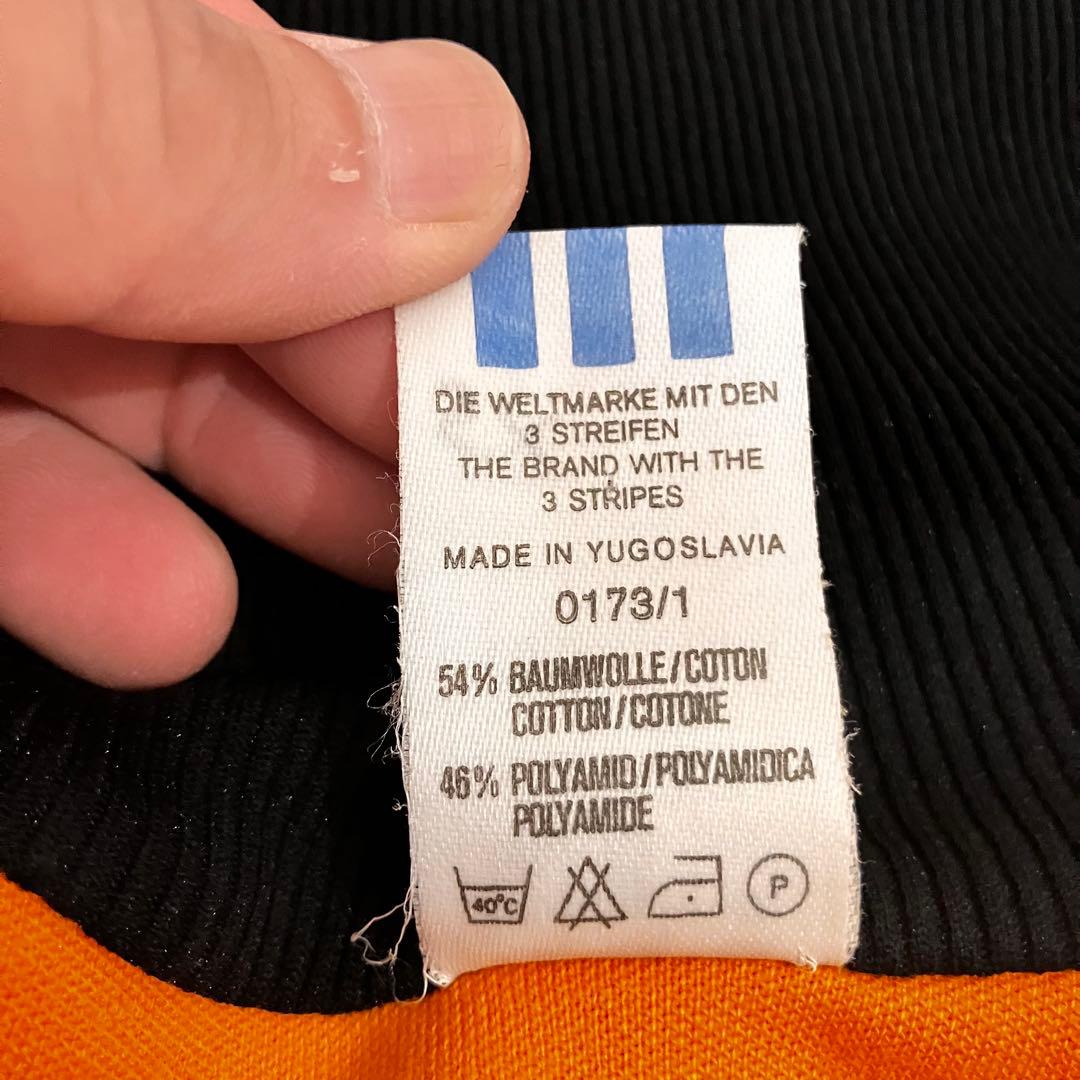 DIE WELTMARKE MIT DEN
3 STREIFEN
THE BRAND WITH THE
3 STRIPES
MADE IN YUGOSLAVIA
0173/1
54% BAUMWOLLE/COTON
COTTON/COTONE
46% POLYAMID/POLYAMIDICA
POLYAMIDE
40°C P